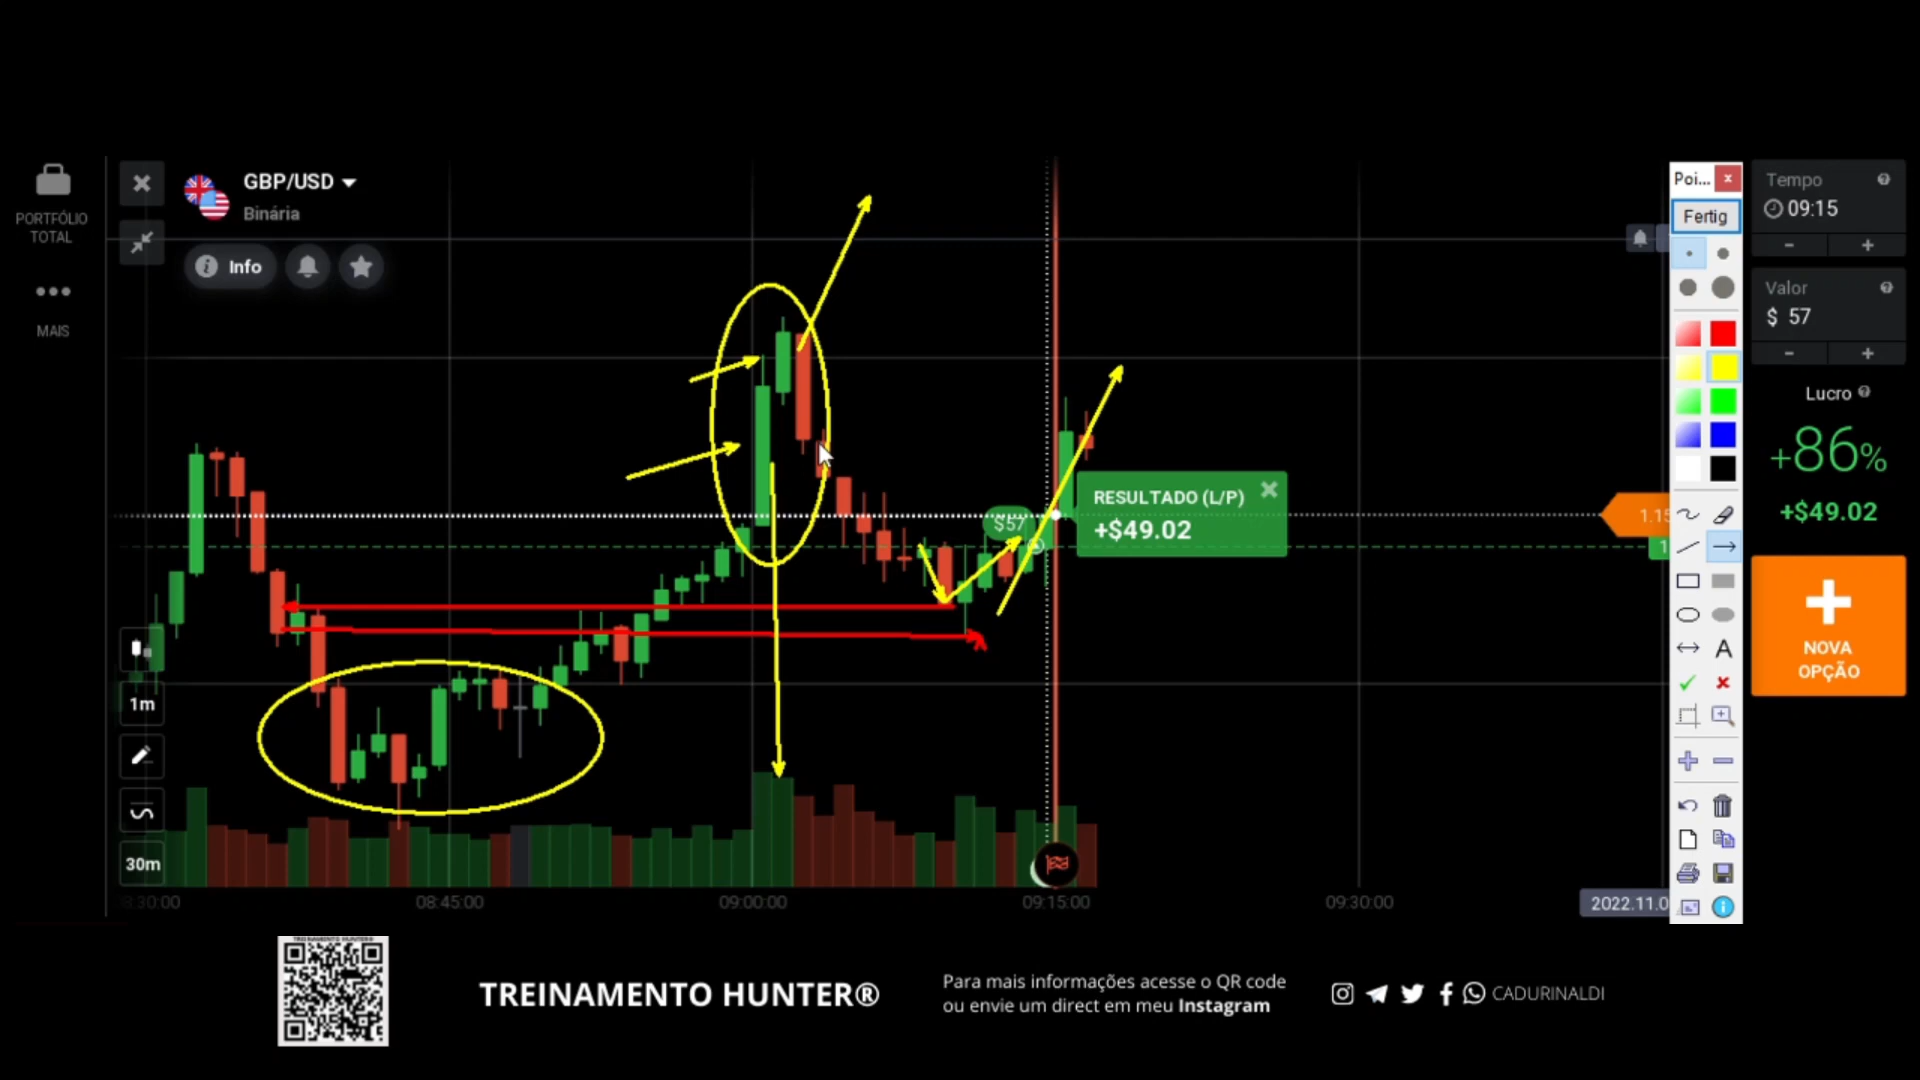 PORTFÓLIO
TOTAL
MAIS
GBP/USD
Binária
Info
1m
30m
$57
RESULTADO (L/P)
+$49.02
08:45:00
09:00:00
09:15:00
09:30:00
2022.11.0
Poi...
Fertig
A
Tempo
09:15
Valor
$ 57
Lucro
+86%
+$49.02
NOVA
OPÇÃO
TREINAMENTO HUNTER®
Para mais informações acesse o QR code
ou envie um direct em meu Instagram
CADURINALDI